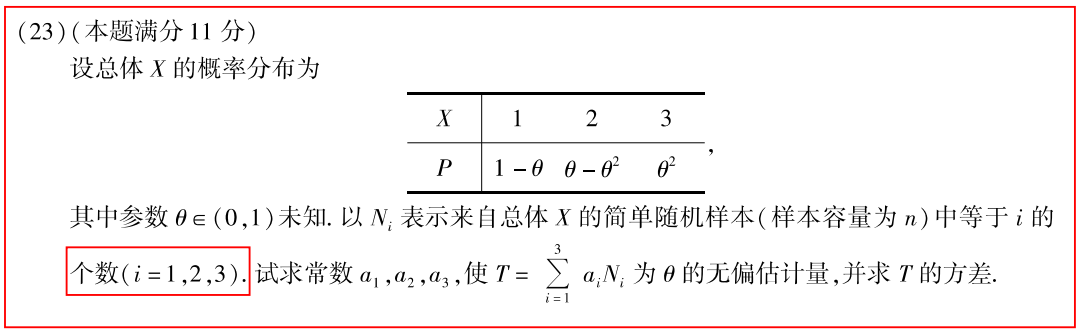 (23)(本题满分11分)
设总体 X 的概率分布为
X 1 2 3
P 1-θ θ-θ² θ² ,
其中参数 θ∈(0,1)未知.以 Nᵢ 表示来自总体 X 的简单随机样本(样本容量为 n)中等于 i 的
个数(i=1,2,3).试求常数 a₁,a₂,a₃,使 T= ∑³ᵢ₌₁ aᵢNᵢ 为 θ 的无偏估计量,并求 T 的方差.